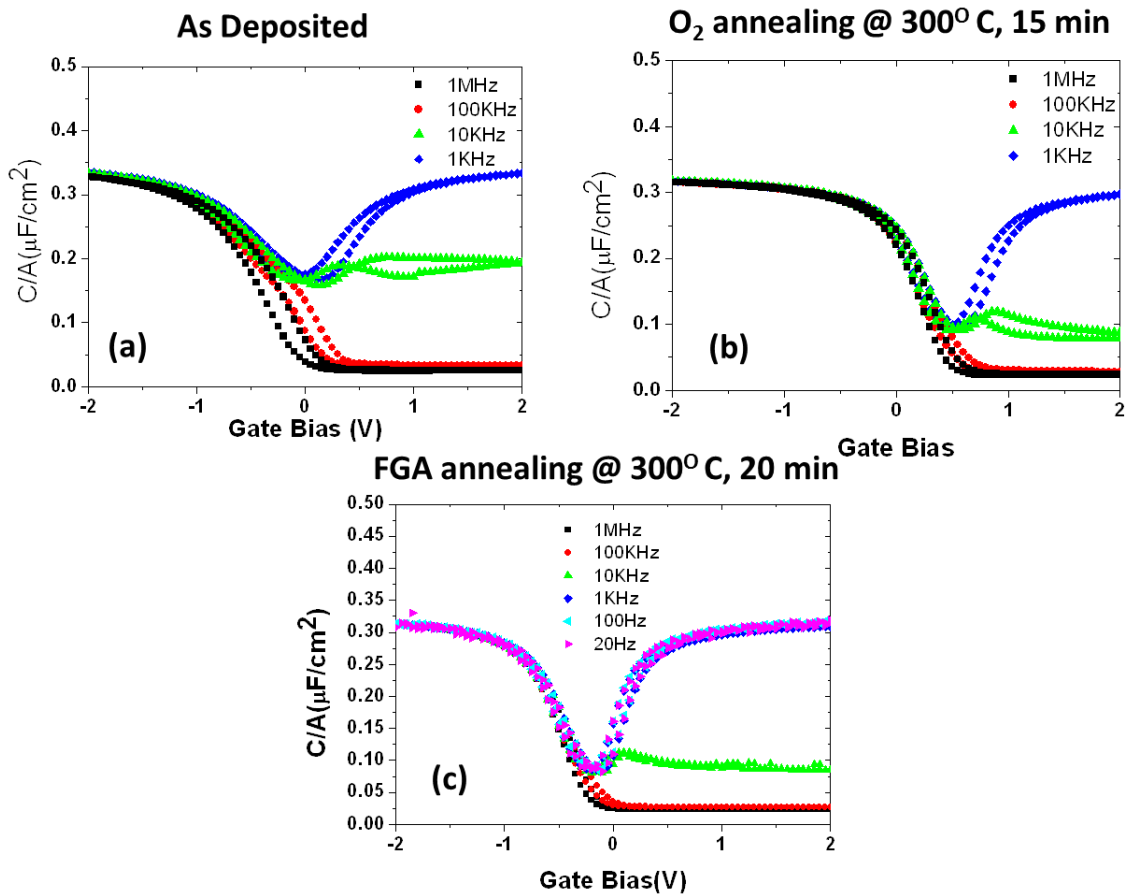 As Deposited
O₂ annealing @ 300⁰ C, 15 min
0.5
0.4
0.3
0.2
0.1
0.0
C/A(μF/cm²)
1MHz
100KHz
10KHz
1KHz
(a)
-2
-1
0
1
2
Gate Bias (V)
0.5
0.4
0.3
0.2
0.1
0.0
C/A(μF/cm²)
1MHz
100KHz
10KHz
1KHz
(b)
-2
-1
0
1
2
Gate Bias
FGA annealing @ 300⁰ C, 20 min
0.50
0.45
0.40
0.35
0.30
0.25
0.20
0.15
0.10
0.05
0.00
C/A(μF/cm²)
1MHz
100KHz
10KHz
1KHz
100Hz
20Hz
(c)
-2
-1
0
1
2
Gate Bias(V)